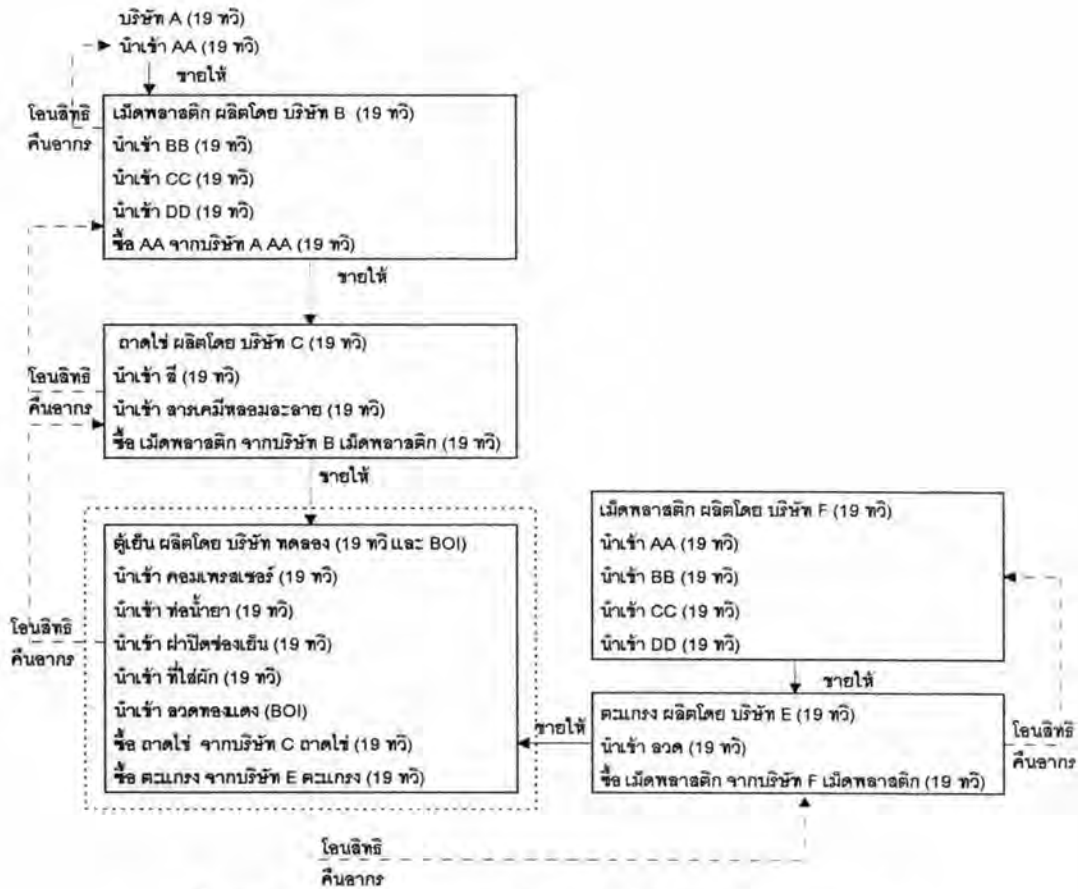 บริษัท A (19 ทวิ)
นำเข้า AA (19 ทวิ)
ขายให้
โอนสิทธิ
คืนอากร
เม็ดพลาสติก ผลิตโดย บริษัท B (19 ทวิ)
นำเข้า BB (19 ทวิ)
นำเข้า CC (19 ทวิ)
นำเข้า DD (19 ทวิ)
ซื้อ AA จากบริษัท A AA (19 ทวิ)
ขายให้
โอนสิทธิ
คืนอากร
ถาดไข่ ผลิตโดย บริษัท C (19 ทวิ)
นำเข้า สี (19 ทวิ)
นำเข้า สารเคมีหลอมละลาย (19 ทวิ)
ซื้อ เม็ดพลาสติก จากบริษัท B เม็ดพลาสติก (19 ทวิ)
ขายให้
โอนสิทธิ
คืนอากร
ตู้เย็น ผลิตโดย บริษัท ทดลอง (19 ทวิ และ BOI)
นำเข้า คอมเพรสเซอร์ (19 ทวิ)
นำเข้า ท่อน้ำยา (19 ทวิ)
นำเข้า ฝาปิดช่องเย็น (19 ทวิ)
นำเข้า ที่ใส่ผัก (19 ทวิ)
นำเข้า ลวดทองแดง (BOI)
ซื้อ ถาดไข่ จากบริษัท C ถาดไข่ (19 ทวิ)
ซื้อ ตะแกรง จากบริษัท E ตะแกรง (19 ทวิ)
เม็ดพลาสติก ผลิตโดย บริษัท F (19 ทวิ)
นำเข้า AA (19 ทวิ)
นำเข้า BB (19 ทวิ)
นำเข้า CC (19 ทวิ)
นำเข้า DD (19 ทวิ)
ขายให้
ขายให้
ตะแกรง ผลิตโดย บริษัท E (19 ทวิ)
นำเข้า ลวด (19 ทวิ)
ซื้อ เม็ดพลาสติก จากบริษัท F เม็ดพลาสติก (19 ทวิ)
โอนสิทธิ
คืนอากร
โอนสิทธิ
คืนอากร